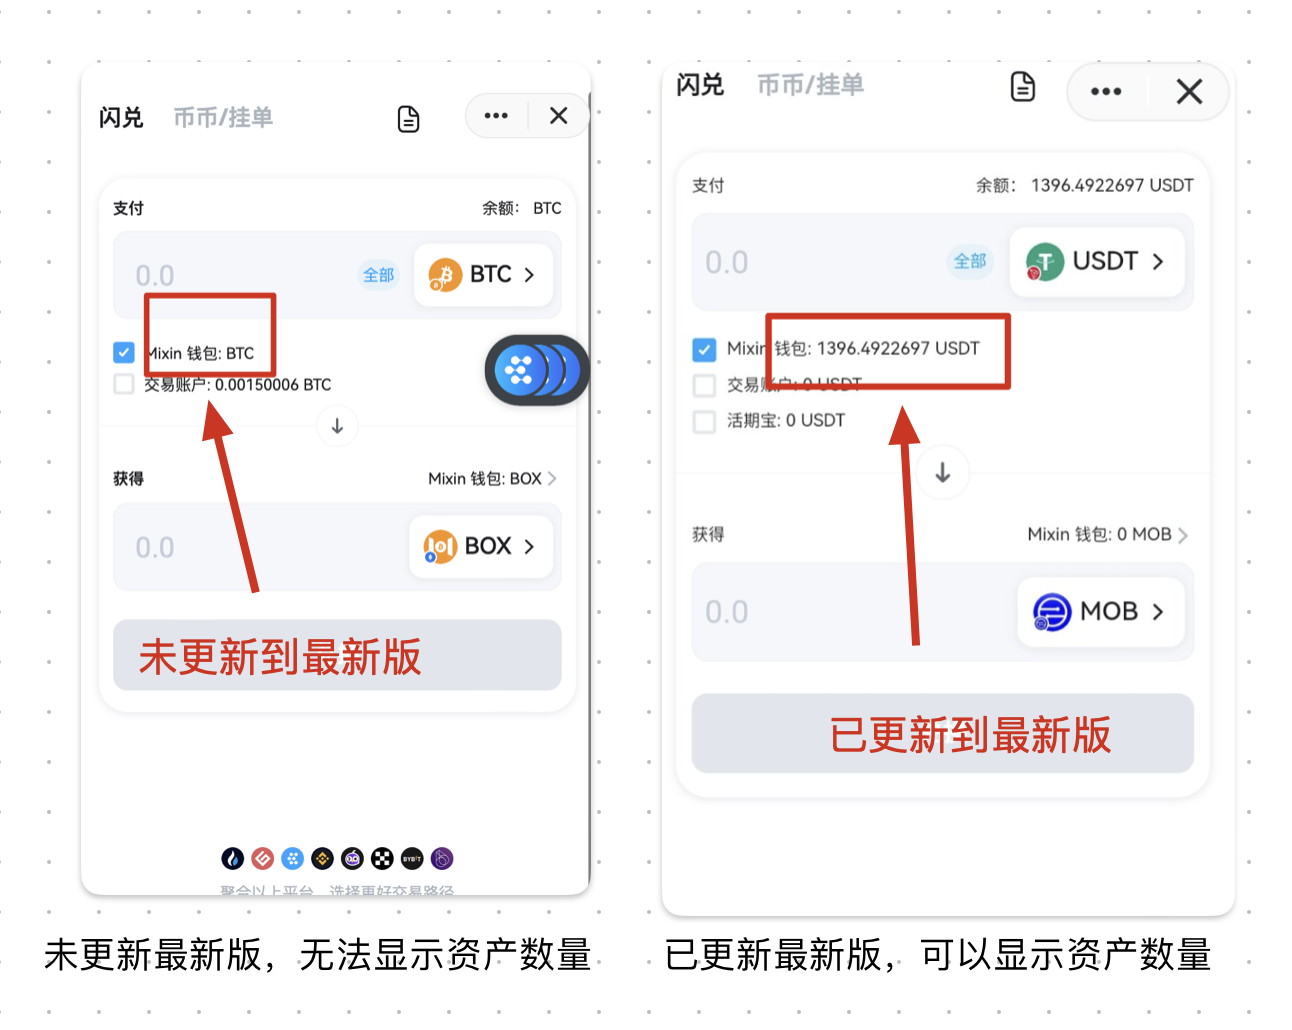 闪兑 币币/挂单
支付 余额： BTC
0.0 全部 BTC
Mixin 钱包: BTC
交易账户: 0.00150006 BTC
获得 Mixin 钱包: BOX
0.0 BOX
未更新到最新版
BYBIT
聚合以上平台，选择更好交易路径
未更新最新版，无法显示资产数量
闪兑 币币/挂单
支付 余额： 1396.4922697 USDT
0.0 全部 USDT
Mixin 钱包: 1396.4922697 USDT
交易账户: 0 USDT
活期宝: 0 USDT
获得 Mixin 钱包: 0 MOB
0.0 MOB
已更新到最新版
已更新最新版，可以显示资产数量